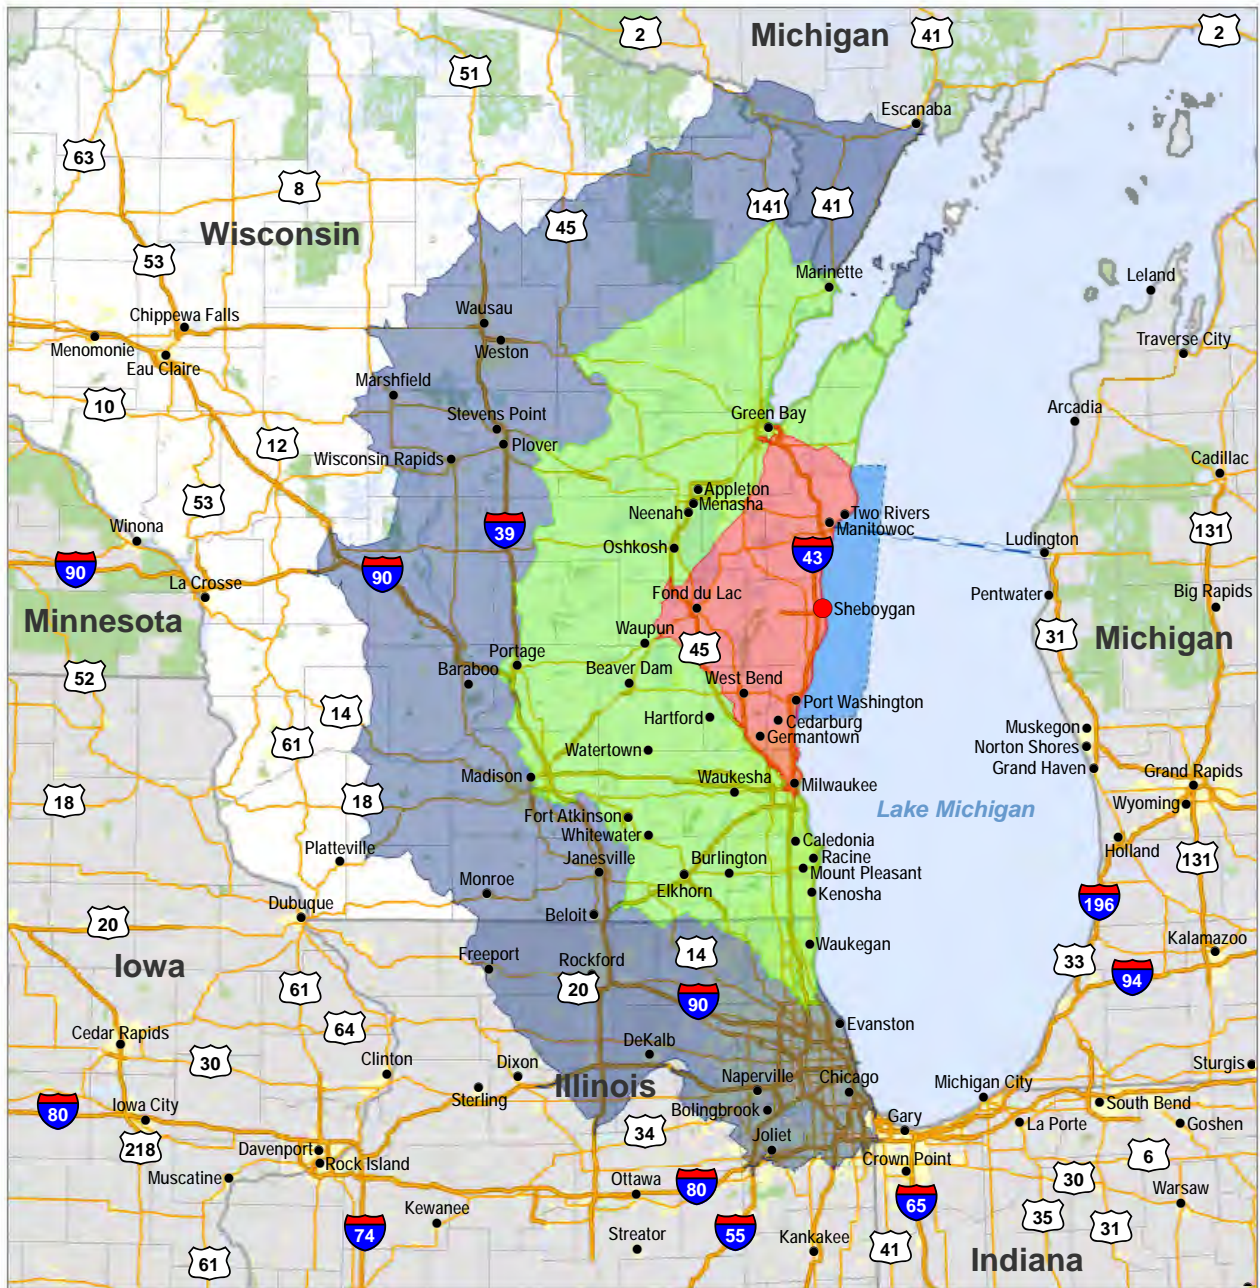 Michigan
2
41
2
51
Escanaba
63
8
45
141
41
Wisconsin
53
Marinette
Leland
Chippewa Falls
Wausau
Menomonie
Eau Claire
Weston
Traverse City
Marshfield
10
Stevens Point
Green Bay
Arcadia
12
Plover
Wisconsin Rapids
Cadillac
53
Appleton
Menasha
Neenah
Two Rivers
Manitowoc
Winona
39
131
Oshkosh
43
Ludington
90
90
La Crosse
Fond du Lac
Sheboygan
Pentwater
Big Rapids
Minnesota
Waupun
45
31
Michigan
Portage
52
Baraboo
Beaver Dam
West Bend
Port Washington
14
Hartford
Cedarburg
Muskegon
61
Watertown
Germantown
Norton Shores
Grand Haven
Madison
Waukesha
Milwaukee
Grand Rapids
18
18
Lake Michigan
Wyoming
Fort Atkinson
Whitewater
Caledonia
Holland
Platteville
Janesville
Burlington
Racine
131
Mount Pleasant
Monroe
Elkhorn
Kenosha
196
Dubuque
Beloit
20
Waukegan
Kalamazoo
Iowa
Freeport
Rockford
14
33
94
61
20
90
64
Evanston
Cedar Rapids
DeKalb
30
Clinton
Dixon
Sturgis
Illinois
Naperville
Chicago
Michigan City
80
Iowa City
Sterling
Bolingbrook
South Bend
218
34
Gary
La Porte
Goshen
Davenport
Joliet
Rock Island
Crown Point
6
Muscatine
Ottawa
80
30
Warsaw
65
Kewanee
35
31
74
Streator
55
Kankakee
41
61
Indiana